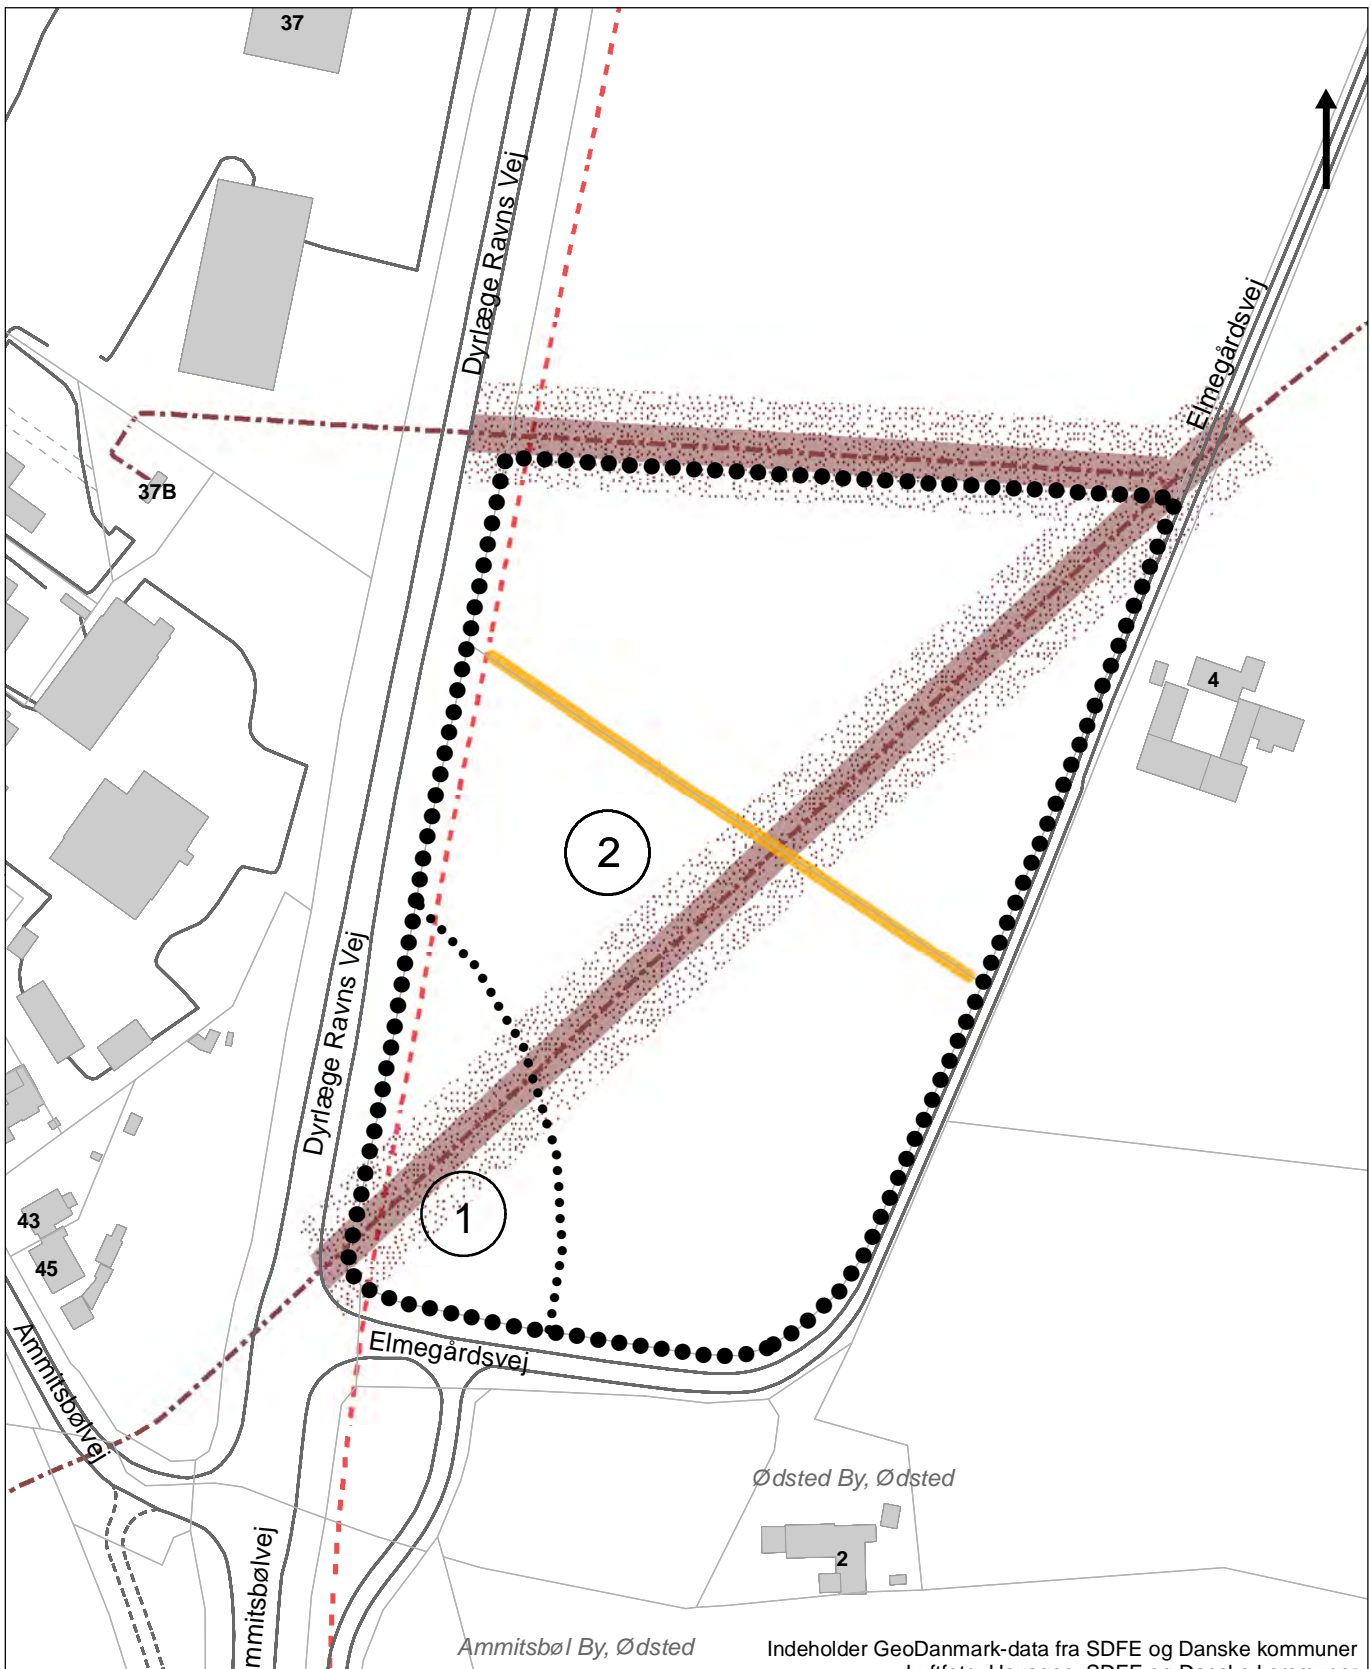 37
Dyrlæge Ravns Vej
Elmegårdsvej
37B
4
2
Dyrlæge Ravns Vej
1
43
45
Elmegårdsvej
Ammitsbølvej
Ødsted By, Ødsted
2
mmitsbølvej
Ammitsbøl By, Ødsted
Indeholder GeoDanmark-data fra SDFE og Danske kommuner